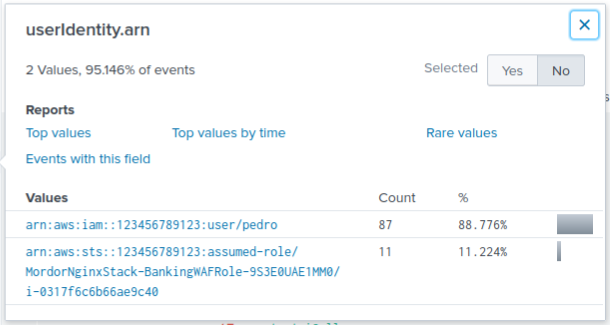 userIdentity.arn
2 Values, 95.146% of events
Selected Yes No
Reports
Top values Top values by time Rare values
Events with this field
Values Count %
arn:aws:iam::123456789123:user/pedro 87 88.776%
arn:aws:sts::123456789123:assumed-role/ 11 11.224%
MordorNginxStack-BankingWAFRole-9S3E0UAE1MM0/
i-0317f6c6b66ae9c40